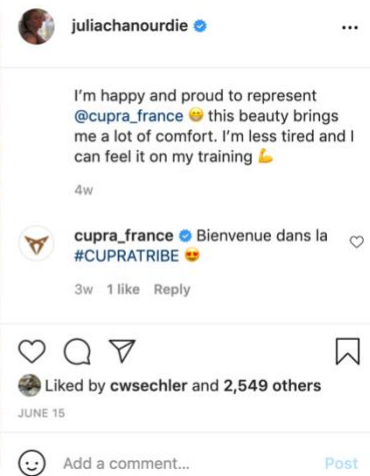 juliachanourdie
I'm happy and proud to represent
@cupra_france 😁 this beauty brings
me a lot of comfort. I'm less tired and I
can feel it on my training 💪
4w
cupra_france Bienvenue dans la
#CUPRATRIBE 😍
3w 1 like Reply
Liked by cwsechler and 2,549 others
JUNE 15
Add a comment... Post